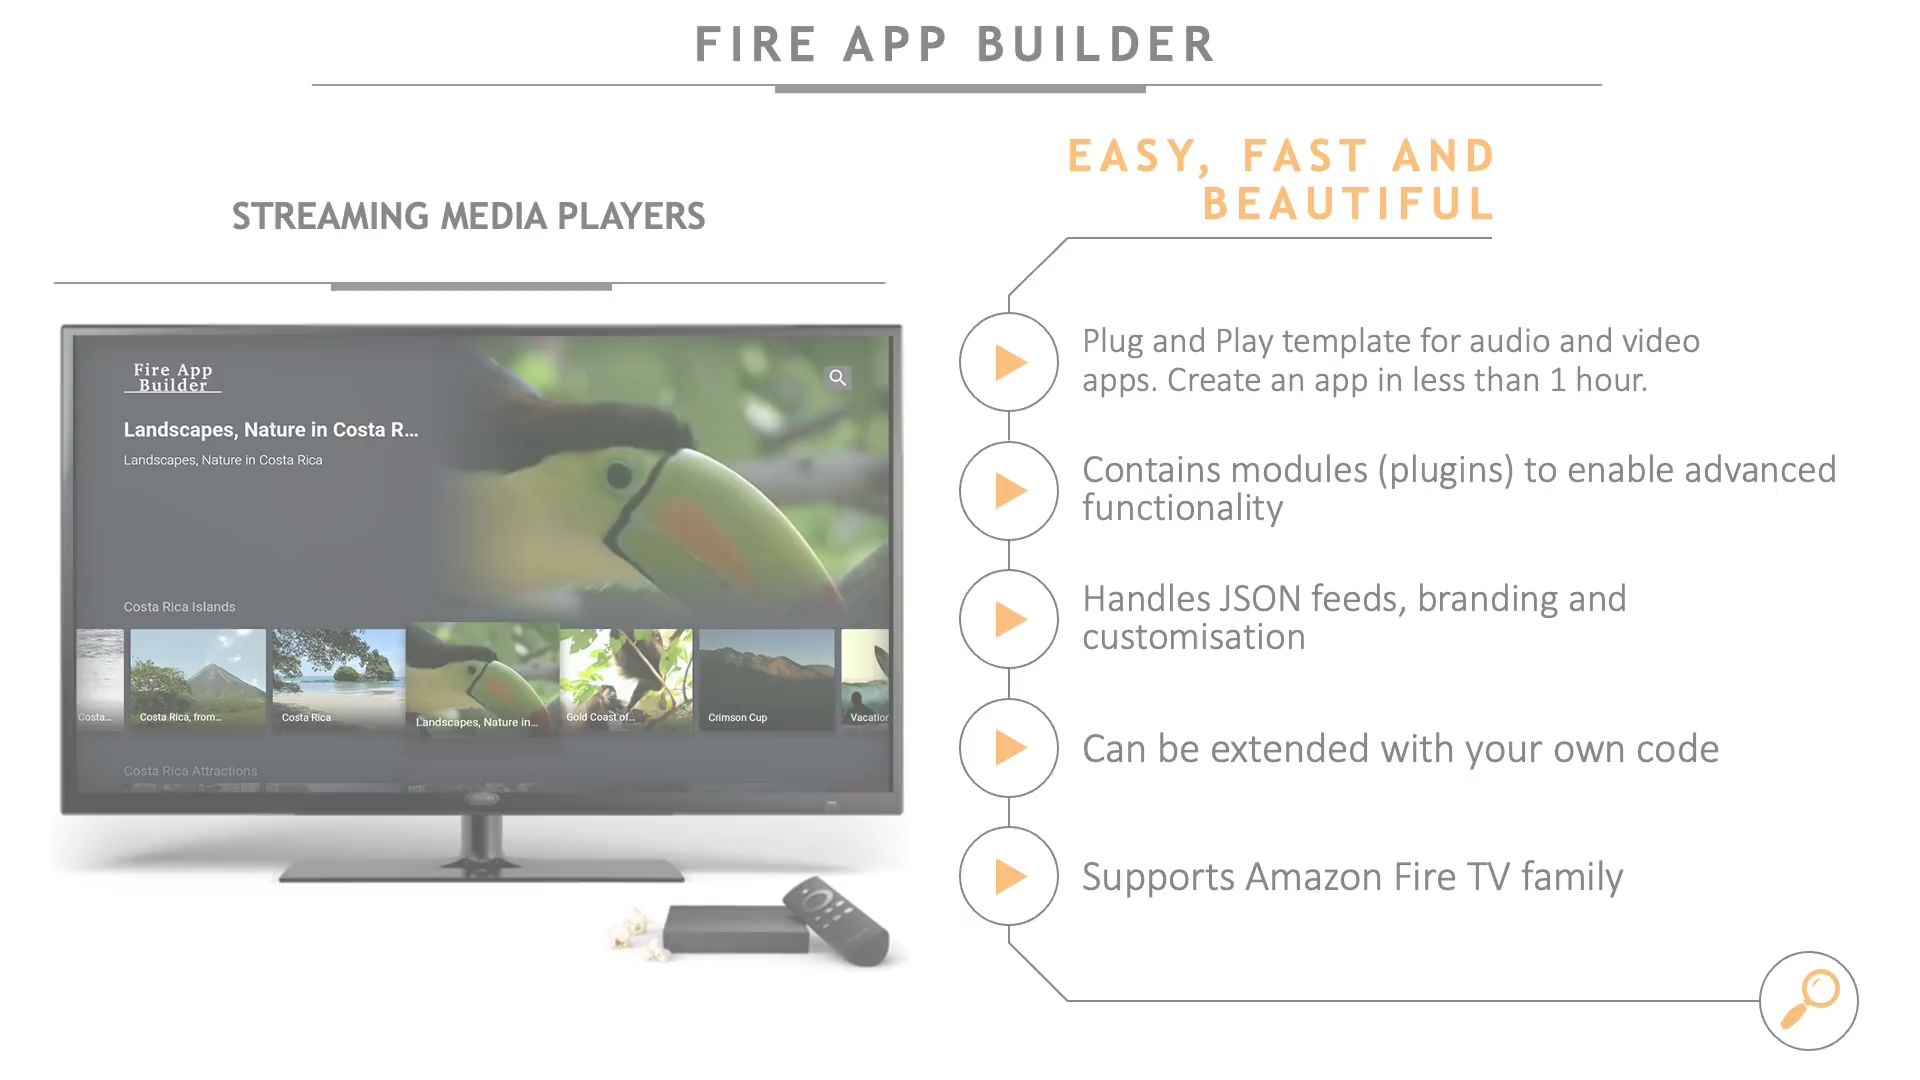 FIRE APP BUILDER
STREAMING MEDIA PLAYERS
Fire App
Builder
Landscapes, Nature in Costa R...
Landscapes, Nature in Costa Rica
Costa Rica Islands
Costa...
Costa Rica, from...
Costa Rica
Landscapes, Nature in...
Gold Coast of...
Crimson Cup
Vacation
Costa Rica Attractions
EASY, FAST AND
BEAUTIFUL
Plug and Play template for audio and video
apps. Create an app in less than 1 hour.
Contains modules (plugins) to enable advanced
functionality
Handles JSON feeds, branding and
customisation
Can be extended with your own code
Supports Amazon Fire TV family